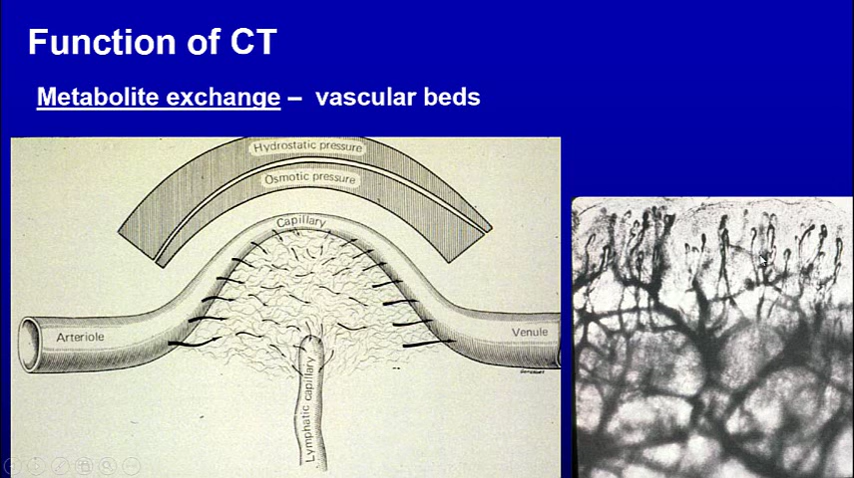 Function of CT
Metabolite exchange – vascular beds
Hydrostatic pressure
Osmotic pressure
Capillary
Arteriole
Venule
Lymphatic capillary